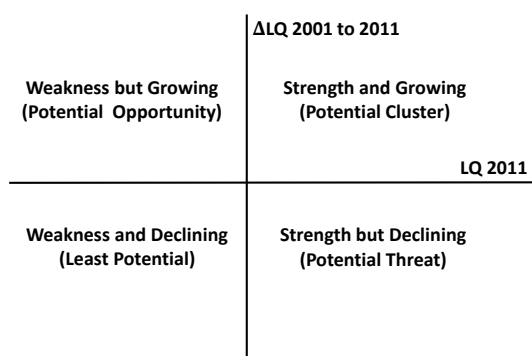 ΔLQ 2001 to 2011
Weakness but Growing
(Potential Opportunity)
Strength and Growing
(Potential Cluster)
LQ 2011
Weakness and Declining
(Least Potential)
Strength but Declining
(Potential Threat)